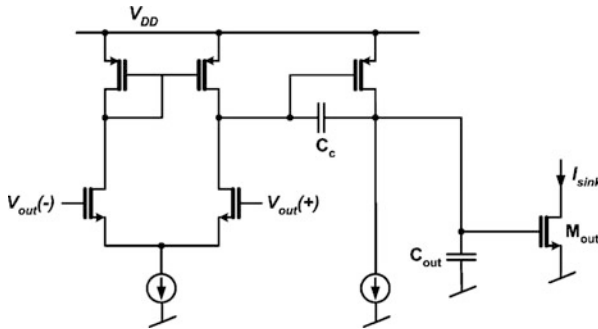 V_DD
C_c
V_out(-)
V_out(+)
I_sink
M_out
C_out